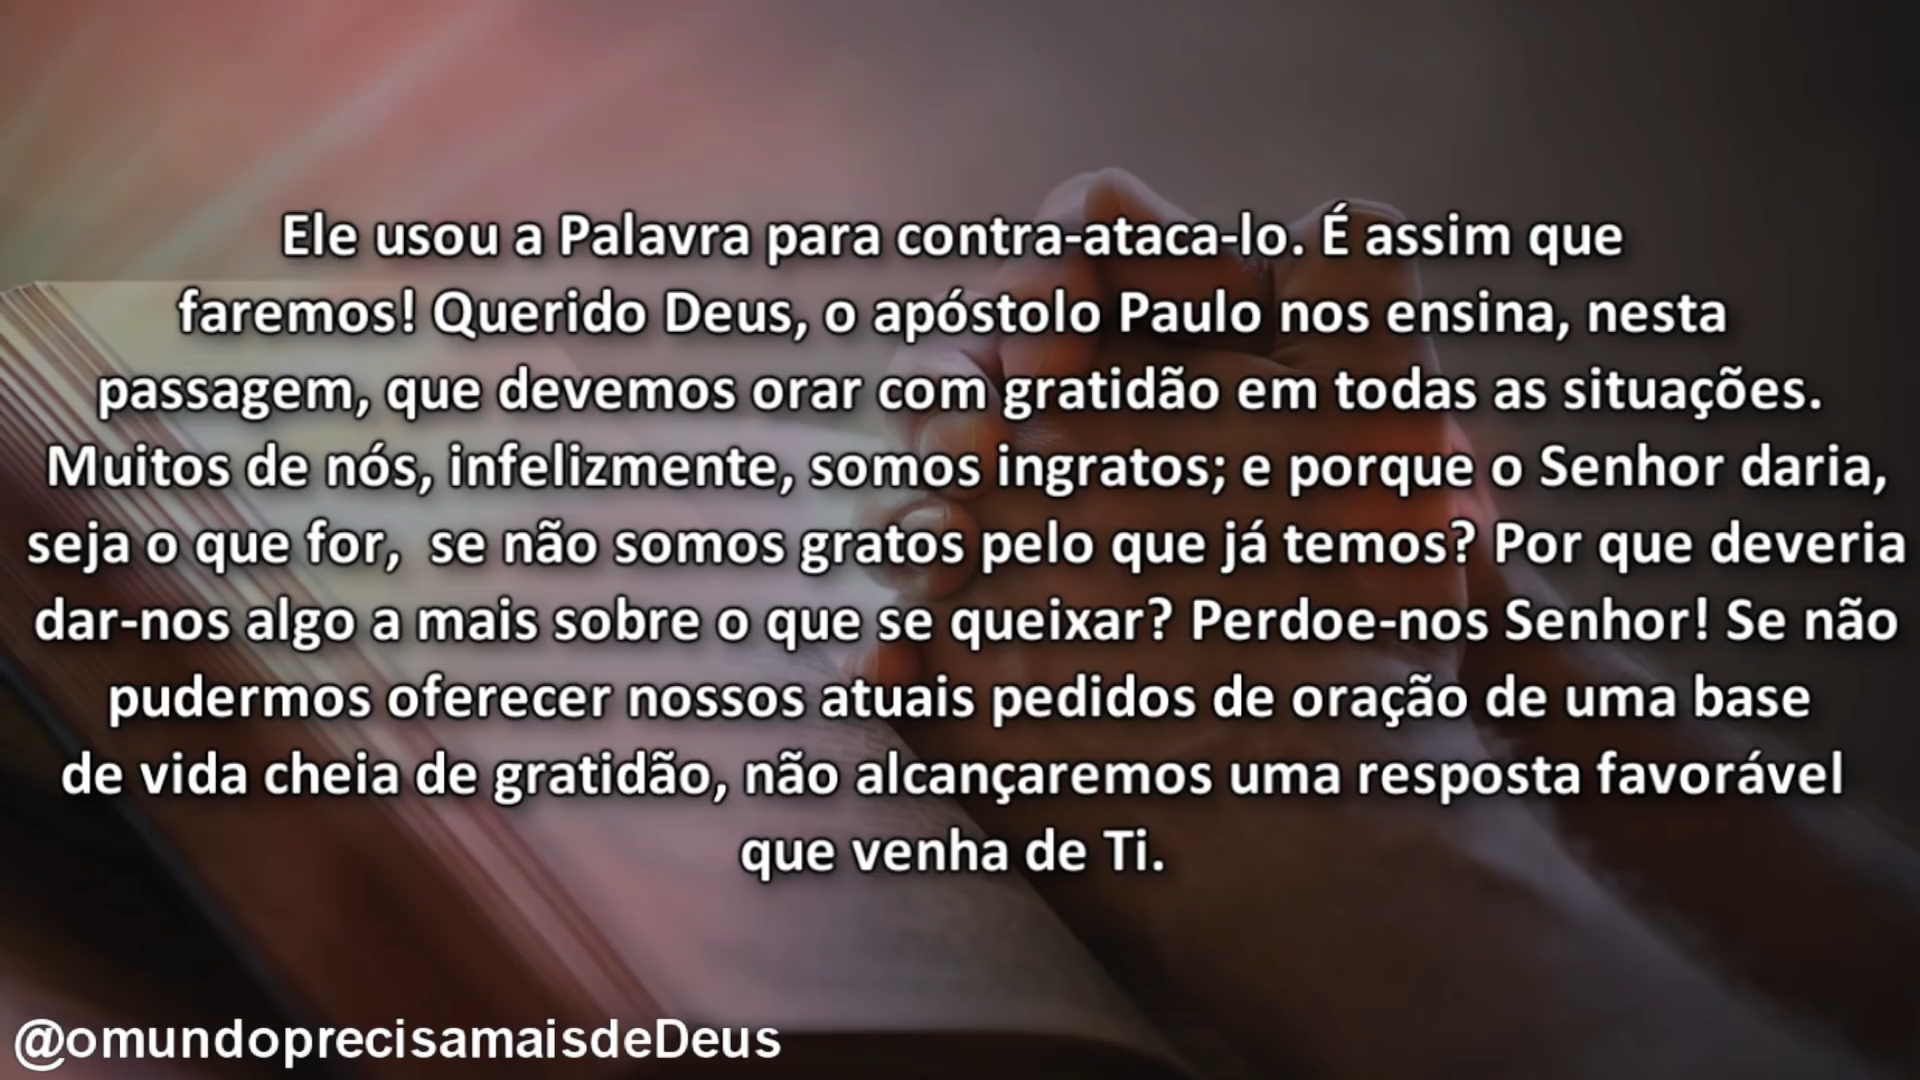 Ele usou a Palavra para contra-ataca-lo. É assim que
faremos! Querido Deus, o apóstolo Paulo nos ensina, nesta
passagem, que devemos orar com gratidão em todas as situações.
Muitos de nós, infelizmente, somos ingratos; e porque o Senhor daria,
seja o que for,  se não somos gratos pelo que já temos? Por que deveria
dar-nos algo a mais sobre o que se queixar? Perdoe-nos Senhor! Se não
pudermos oferecer nossos atuais pedidos de oração de uma base
de vida cheia de gratidão, não alcançaremos uma resposta favorável
que venha de Ti.
@omundoprecisamaisdeDeus